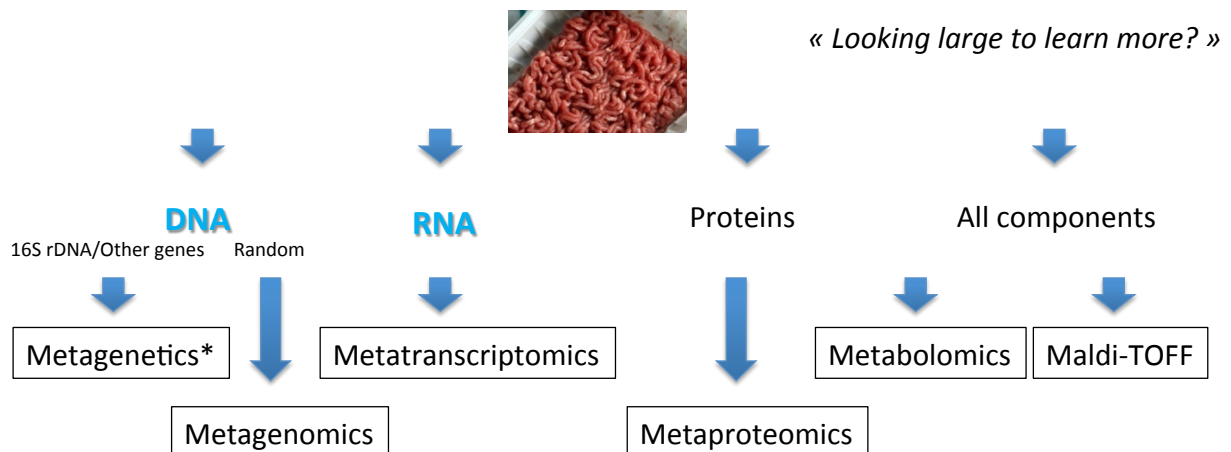 « Looking large to learn more? »
DNA
RNA
Proteins
All components
16S rDNA/Other genes
Random
Metagenetics*
Metatranscriptomics
Metabolomics
Maldi-TOFF
Metagenomics
Metaproteomics